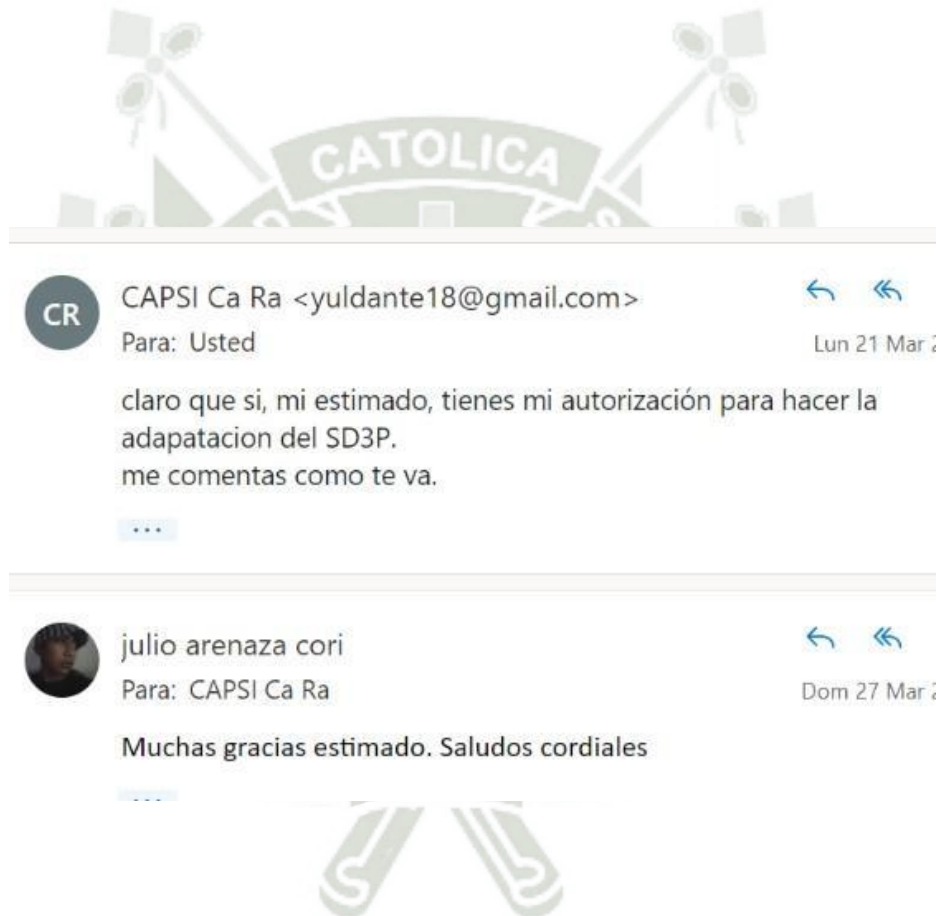 CATOLICA
CR
CAPSI Ca Ra <yuldante18@gmail.com>
Para: Usted
Lun 21 Mar 2
claro que si, mi estimado, tienes mi autorización para hacer la
adapatacion del SD3P.
me comentas como te va.
...
julio arenaza cori
Para: CAPSI Ca Ra
Dom 27 Mar 2
Muchas gracias estimado. Saludos cordiales
...